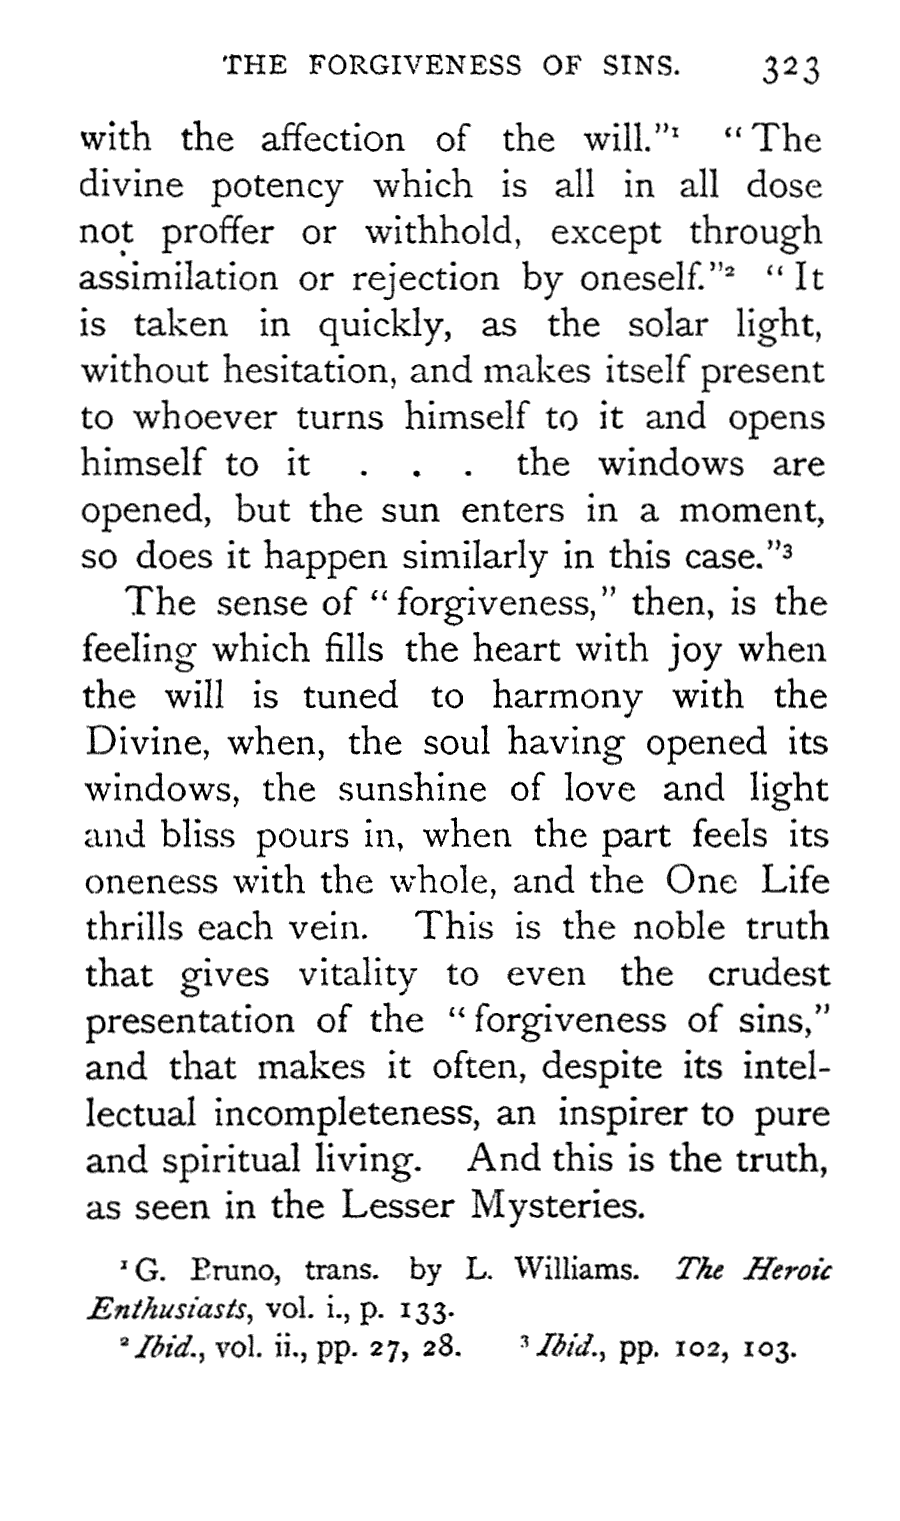 THE FORGIVENESS OF SINS. 323
with the affection of the will."¹ "The
divine potency which is all in all dose
not proffer or withhold, except through
assimilation or rejection by oneself."² "It
is taken in quickly, as the solar light,
without hesitation, and makes itself present
to whoever turns himself to it and opens
himself to it . . . the windows are
opened, but the sun enters in a moment,
so does it happen similarly in this case."³
The sense of "forgiveness," then, is the
feeling which fills the heart with joy when
the will is tuned to harmony with the
Divine, when, the soul having opened its
windows, the sunshine of love and light
and bliss pours in, when the part feels its
oneness with the whole, and the One Life
thrills each vein. This is the noble truth
that gives vitality to even the crudest
presentation of the "forgiveness of sins,"
and that makes it often, despite its intel-
lectual incompleteness, an inspirer to pure
and spiritual living. And this is the truth,
as seen in the Lesser Mysteries.
¹ G. Bruno, trans. by L. Williams. The Heroic
Enthusiasts, vol. i., p. 133.
² Ibid., vol. ii., pp. 27, 28. ³ Ibid., pp. 102, 103.